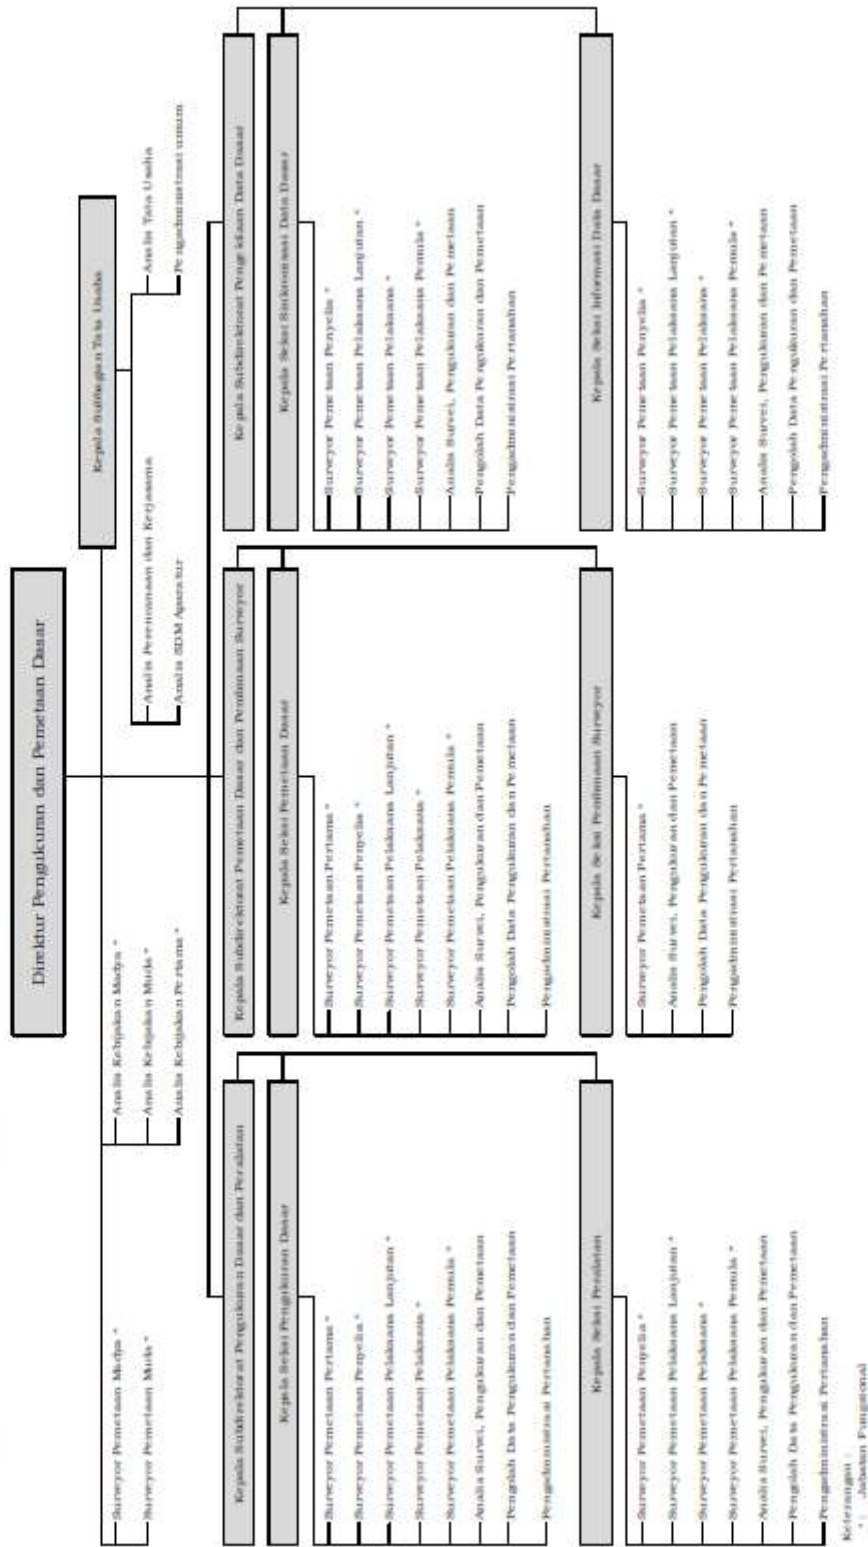 Direktur Pengukuran dan Pemetaan Dasar
Kepala Subbagian Tata Usaha
Surveyor Pemetaan Madya *
Surveyor Pemetaan Muda *
Analis Kebijakan Madya *
Analis Kebijakan Muda *
Analis Kebijakan Pertama *
Analis Perencanaan dan Kerjasama
Analis SDM Aparatur
Analis Tata Usaha
Pengadministrasi umum
Kepala Subdirektorat Pengukuran Dasar dan Peralatan
Kepala Seksi Pengukuran Dasar
Surveyor Pemetaan Pertama *
Surveyor Pemetaan Penyelia *
Surveyor Pemetaan Pelaksana Lanjutan *
Surveyor Pemetaan Pelaksana *
Surveyor Pemetaan Pelaksana Pemula *
Analis Survei, Pengukuran dan Pemetaan
Pengolah Data Pengukuran dan Pemetaan
Pengadministrasi Pertanahan
Kepala Seksi Peralatan
Surveyor Pemetaan Penyelia *
Surveyor Pemetaan Pelaksana Lanjutan *
Surveyor Pemetaan Pelaksana *
Surveyor Pemetaan Pelaksana Pemula *
Analis Survei, Pengukuran dan Pemetaan
Pengolah Data Pengukuran dan Pemetaan
Pengadministrasi Pertanahan
Kepala Subdirektorat Pemetaan Dasar dan Pembinaan Surveyor
Kepala Seksi Pemetaan Dasar
Surveyor Pemetaan Pertama *
Surveyor Pemetaan Penyelia *
Surveyor Pemetaan Pelaksana Lanjutan *
Surveyor Pemetaan Pelaksana *
Surveyor Pemetaan Pelaksana Pemula *
Analis Survei, Pengukuran dan Pemetaan
Pengolah Data Pengukuran dan Pemetaan
Pengadministrasi Pertanahan
Kepala Seksi Pembinaan Surveyor
Surveyor Pemetaan Pertama *
Analis Survei, Pengukuran dan Pemetaan
Pengolah Data Pengukuran dan Pemetaan
Pengadministrasi Pertanahan
Kepala Subdirektorat Pengelolaan Data Dasar
Kepala Seksi Sinkronisasi Data Dasar
Surveyor Pemetaan Penyelia *
Surveyor Pemetaan Pelaksana Lanjutan *
Surveyor Pemetaan Pelaksana *
Surveyor Pemetaan Pelaksana Pemula *
Analis Survei, Pengukuran dan Pemetaan
Pengolah Data Pengukuran dan Pemetaan
Pengadministrasi Pertanahan
Kepala Seksi Informasi Data Dasar
Surveyor Pemetaan Penyelia *
Surveyor Pemetaan Pelaksana Lanjutan *
Surveyor Pemetaan Pelaksana *
Surveyor Pemetaan Pelaksana Pemula *
Analis Survei, Pengukuran dan Pemetaan
Pengolah Data Pengukuran dan Pemetaan
Pengadministrasi Pertanahan
Keterangan :
* : Jabatan Fungsional